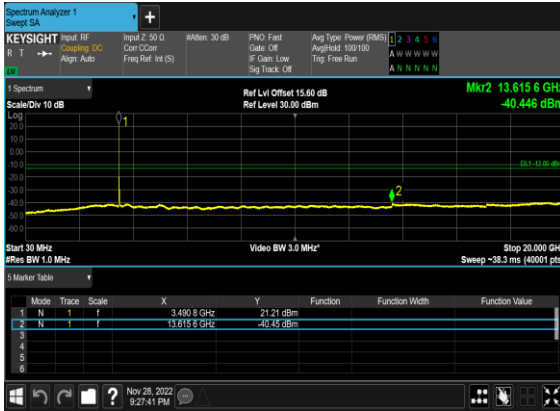 Spectrum Analyzer 1
Swept SA
+
KEYSIGHT Input: RF Input Z: 50 Ω #Atten: 30 dB PNO: Fast Avg Type: Power (RMS) 1 2 3 4 5 6
R T Coupling: DC Corr CCorr Gate: Off Avg|Hold: 100/100 A W W W W W
Align: Auto Freq Ref: Int (S) IF Gain: Low Trig: Free Run
Sig Track: Off A N N N N N
1 Spectrum Ref Lvl Offset 15.60 dB Mkr2 13.615 6 GHz
Scale/Div 10 dB Ref Level 30.00 dBm -40.446 dBm
Log
1
20.0
10.0
0.00
-10.0 DL1 -13.00 dBm
-20.0
-30.0
2
-40.0
-50.0
-60.0
Start 30 MHz Video BW 3.0 MHz* Stop 20.000 GHz
#Res BW 1.0 MHz Sweep ~38.3 ms (40001 pts)
5 Marker Table
Mode Trace Scale X Y Function Function Width Function Value
1 N 1 f 3.490 8 GHz 21.21 dBm
2 N 1 f 13.615 6 GHz -40.45 dBm
3
4
5
6
? Nov 28, 2022
9:27:41 PM